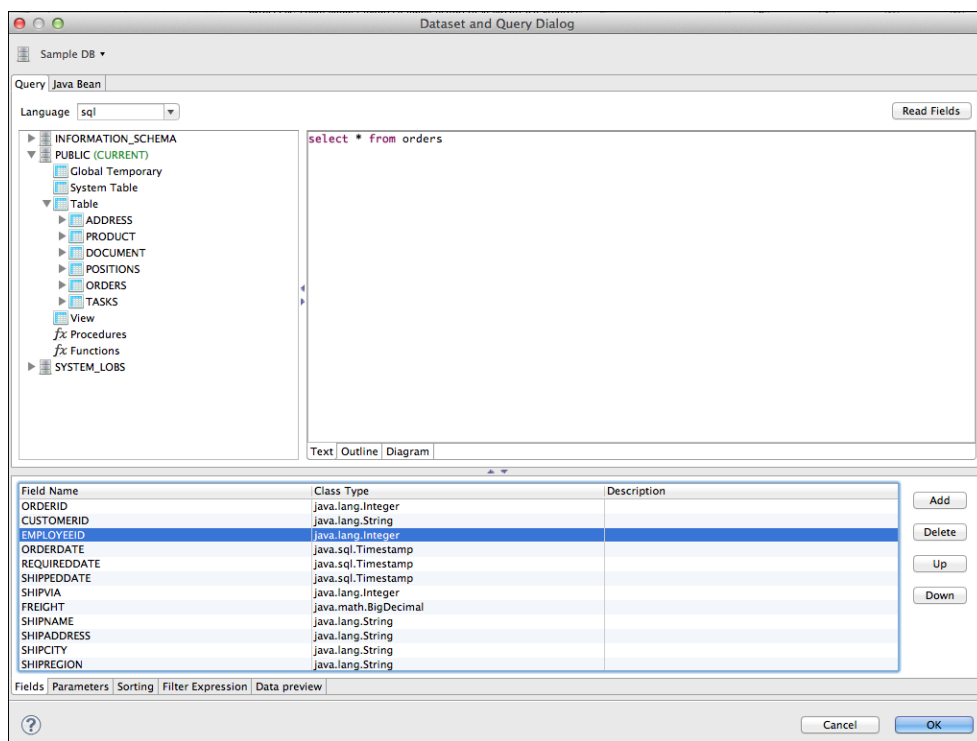 Dataset and Query Dialog
Sample DB
Query Java Bean
Language sql Read Fields
INFORMATION_SCHEMA
PUBLIC (CURRENT)
Global Temporary
System Table
Table
ADDRESS
PRODUCT
DOCUMENT
POSITIONS
ORDERS
TASKS
View
fx Procedures
fx Functions
SYSTEM_LOBS
select * from orders
Text Outline Diagram
Field Name Class Type Description
ORDERID java.lang.Integer
CUSTOMERID java.lang.String
EMPLOYEEID java.lang.Integer
ORDERDATE java.sql.Timestamp
REQUIREDDATE java.sql.Timestamp
SHIPPEDDATE java.sql.Timestamp
SHIPVIA java.lang.Integer
FREIGHT java.math.BigDecimal
SHIPNAME java.lang.String
SHIPADDRESS java.lang.String
SHIPCITY java.lang.String
SHIPREGION java.lang.String
Add
Delete
Up
Down
Fields Parameters Sorting Filter Expression Data preview
? Cancel OK